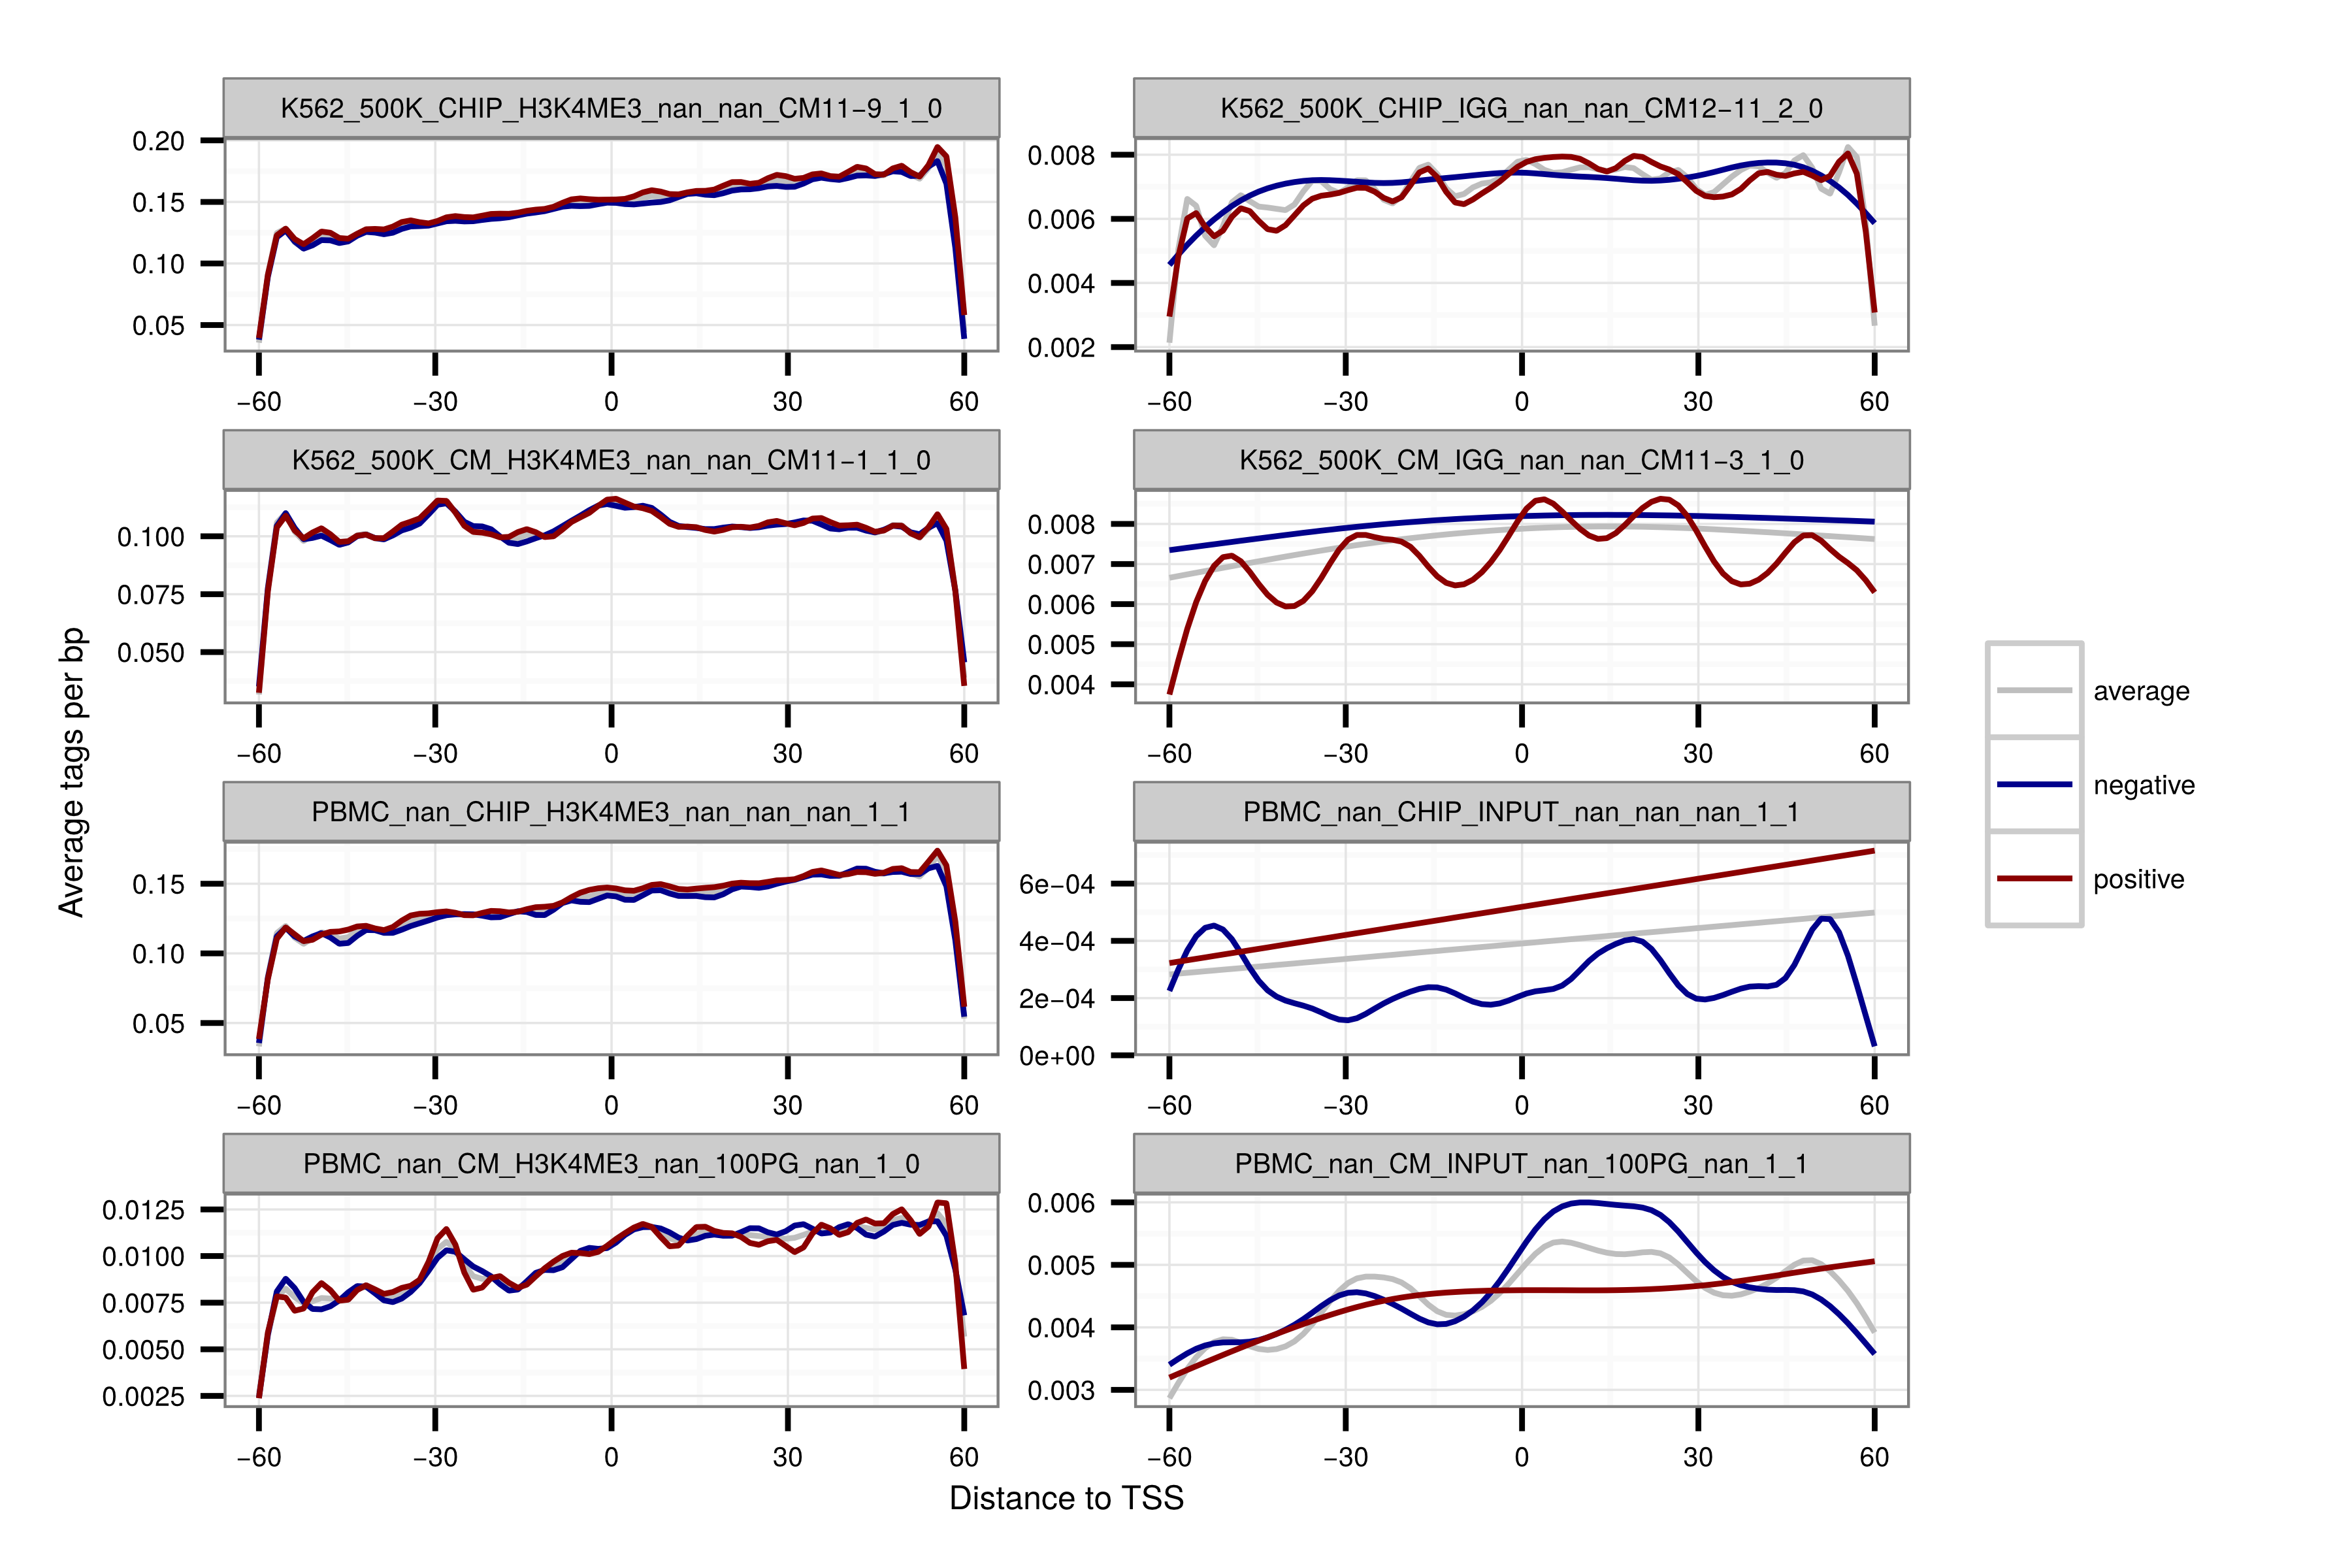 K562_500K_CHIP_H3K4ME3_nan_nan_CM11−9_1_0
0.20
0.15
0.10
0.05
−60 −30 0 30 60
K562_500K_CHIP_IGG_nan_nan_CM12−11_2_0
0.008
0.006
0.004
0.002
−60 −30 0 30 60
K562_500K_CM_H3K4ME3_nan_nan_CM11−1_1_0
0.100
0.075
0.050
−60 −30 0 30 60
K562_500K_CM_IGG_nan_nan_CM11−3_1_0
0.008
0.007
0.006
0.005
0.004
−60 −30 0 30 60
PBMC_nan_CHIP_H3K4ME3_nan_nan_nan_1_1
0.15
0.10
0.05
−60 −30 0 30 60
PBMC_nan_CHIP_INPUT_nan_nan_nan_1_1
6e−04
4e−04
2e−04
0e+00
−60 −30 0 30 60
PBMC_nan_CM_H3K4ME3_nan_100PG_nan_1_0
0.0125
0.0100
0.0075
0.0050
0.0025
−60 −30 0 30 60
PBMC_nan_CM_INPUT_nan_100PG_nan_1_1
0.006
0.005
0.004
0.003
−60 −30 0 30 60
Distance to TSS
Average tags per bp
average
negative
positive